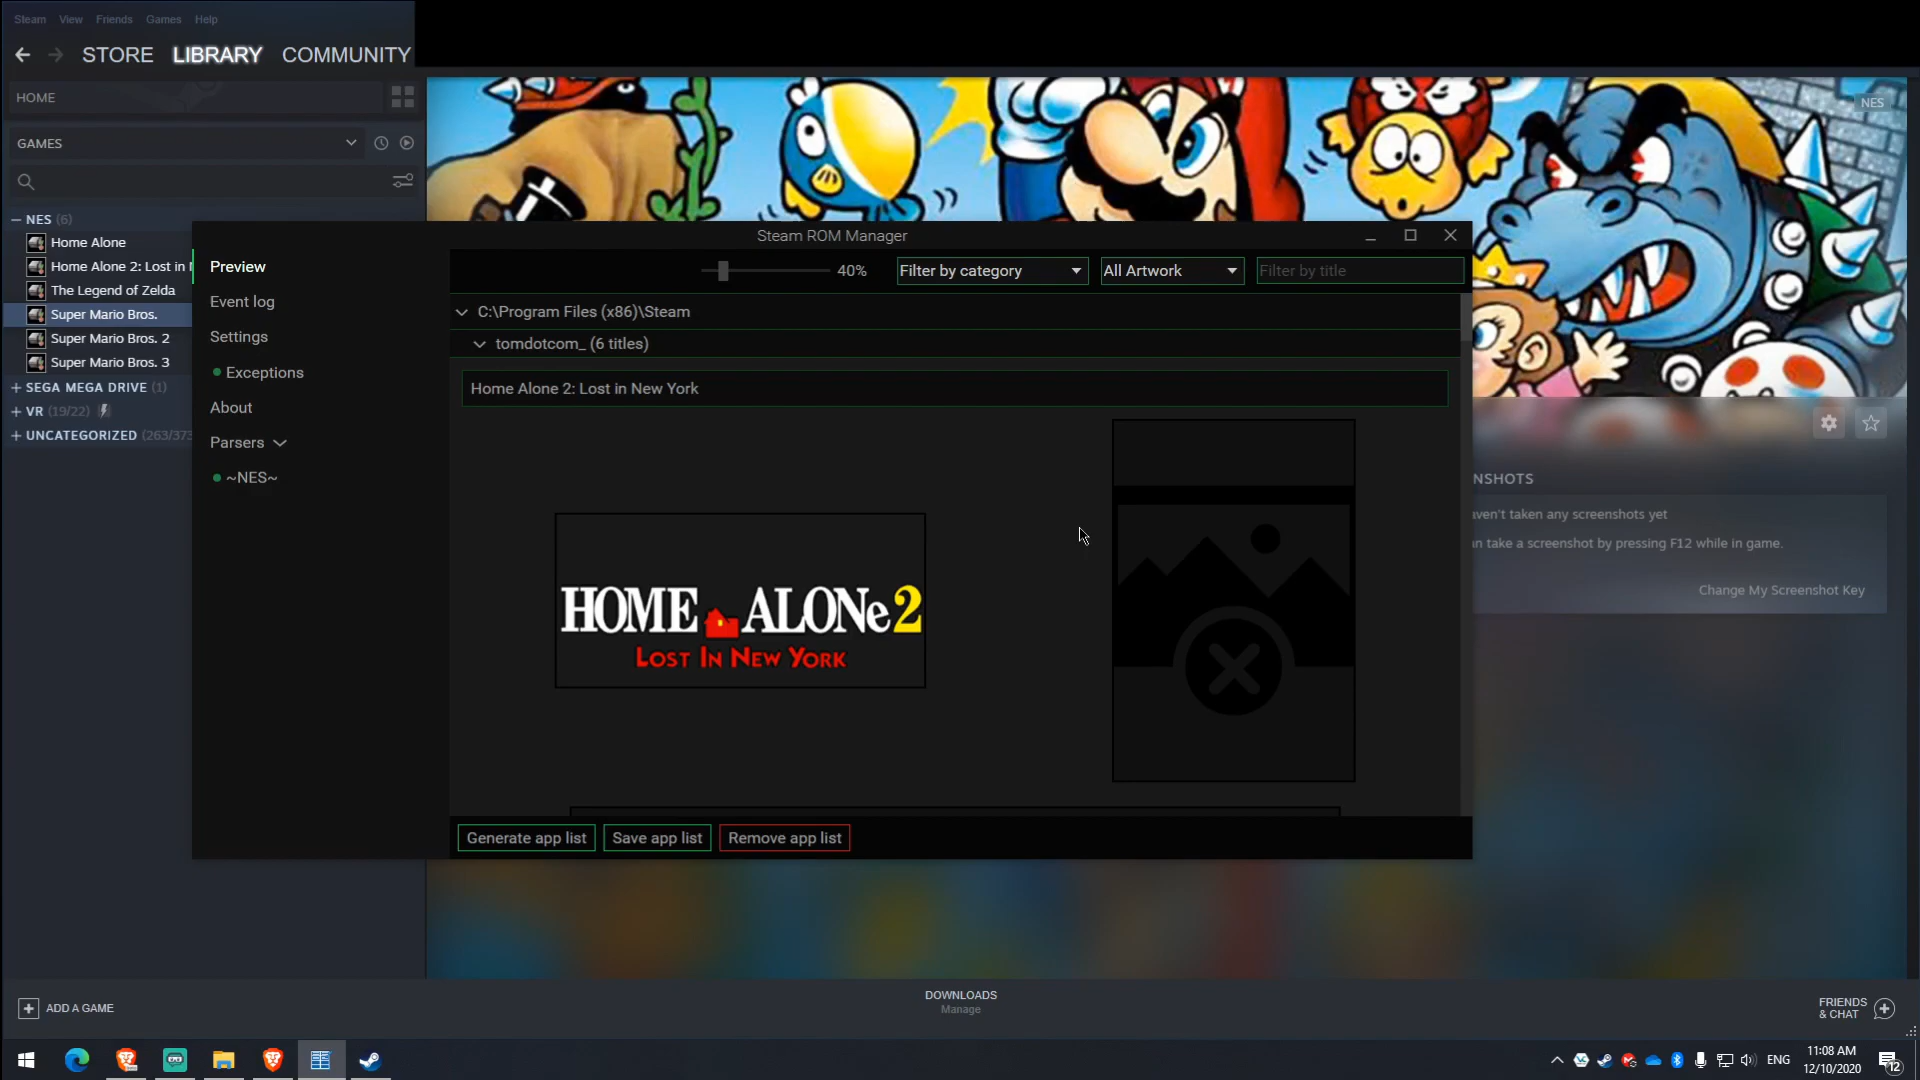 Steam View Friends Games Help
STORE LIBRARY COMMUNITY
HOME
GAMES
NES (6)
Home Alone
Home Alone 2: Lost in
The Legend of Zelda
Super Mario Bros.
Super Mario Bros. 2
Super Mario Bros. 3
SEGA MEGA DRIVE (1)
VR (19/22)
UNCATEGORIZED (263/373
ADD A GAME
NES
Steam ROM Manager
Preview
Event log
Settings
Exceptions
About
Parsers
~NES~
40%
Filter by category
All Artwork
Filter by title
C:\Program Files (x86)\Steam
tomdotcom_ (6 titles)
Home Alone 2: Lost in New York
HOME ALONe2
LOST IN NEW YORK
Generate app list
Save app list
Remove app list
NSHOTS
ven't taken any screenshots yet
n take a screenshot by pressing F12 while in game.
Change My Screenshot Key
DOWNLOADS
Manage
FRIENDS
& CHAT
ENG
11:08 AM
12/10/2020
12